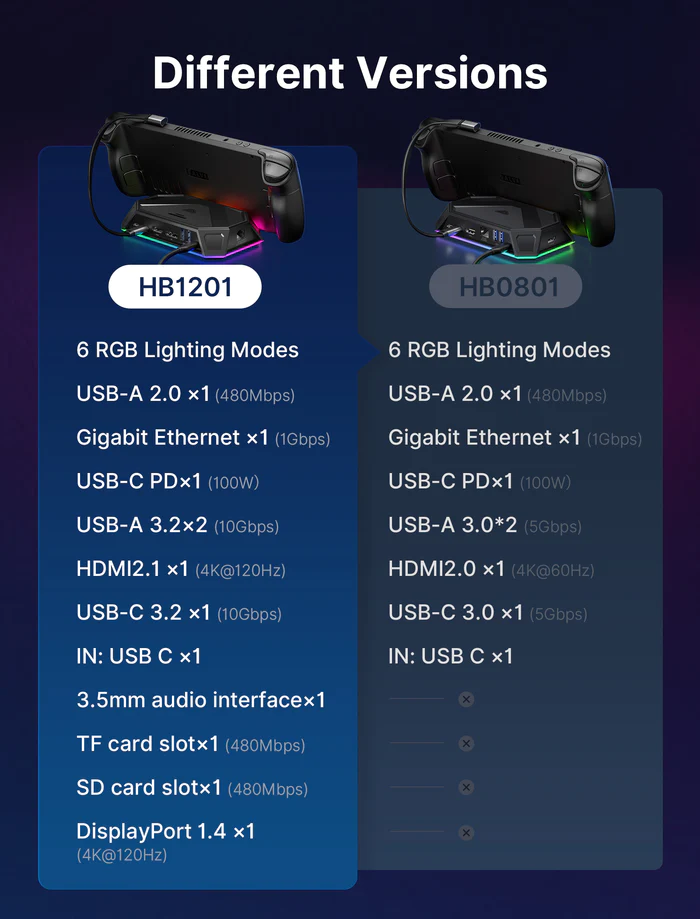 Different Versions
HB1201
6 RGB Lighting Modes
USB-A 2.0 ×1 (480Mbps)
Gigabit Ethernet ×1 (1Gbps)
USB-C PD×1 (100W)
USB-A 3.2×2 (10Gbps)
HDMI2.1 ×1 (4K@120Hz)
USB-C 3.2 ×1 (10Gbps)
IN: USB C ×1
3.5mm audio interface×1
TF card slot×1 (480Mbps)
SD card slot×1 (480Mbps)
DisplayPort 1.4 ×1
(4K@120Hz)
HB0801
6 RGB Lighting Modes
USB-A 2.0 ×1 (480Mbps)
Gigabit Ethernet ×1 (1Gbps)
USB-C PD×1 (100W)
USB-A 3.0*2 (5Gbps)
HDMI2.0 ×1 (4K@60Hz)
USB-C 3.0 ×1 (5Gbps)
IN: USB C ×1